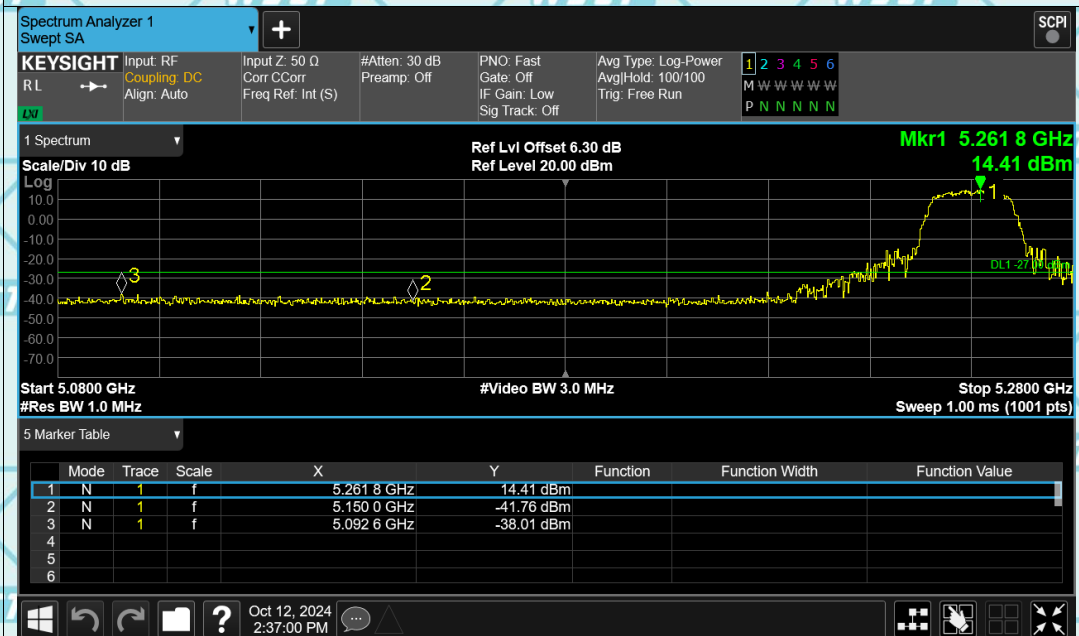 Spectrum Analyzer 1
Swept SA
+
SCPI
KEYSIGHT
RL
LXI
Input: RF
Coupling: DC
Align: Auto
Input Z: 50 Ω
Corr CCorr
Freq Ref: Int (S)
#Atten: 30 dB
Preamp: Off
PNO: Fast
Gate: Off
IF Gain: Low
Sig Track: Off
Avg Type: Log-Power
Avg|Hold: 100/100
Trig: Free Run
1 2 3 4 5 6
M W W W W W
P N N N N N
1 Spectrum
Scale/Div 10 dB
Ref Lvl Offset 6.30 dB
Ref Level 20.00 dBm
Mkr1 5.261 8 GHz
14.41 dBm
Log
10.0
0.00
-10.0
-20.0
-30.0
-40.0
-50.0
-60.0
-70.0
3
2
1
DL1 -27.
Start 5.0800 GHz
#Res BW 1.0 MHz
#Video BW 3.0 MHz
Stop 5.2800 GHz
Sweep 1.00 ms (1001 pts)
5 Marker Table
Mode Trace Scale X Y Function Function Width Function Value
1 N 1 f 5.261 8 GHz 14.41 dBm
2 N 1 f 5.150 0 GHz -41.76 dBm
3 N 1 f 5.092 6 GHz -38.01 dBm
4
5
6
?
Oct 12, 2024
2:37:00 PM